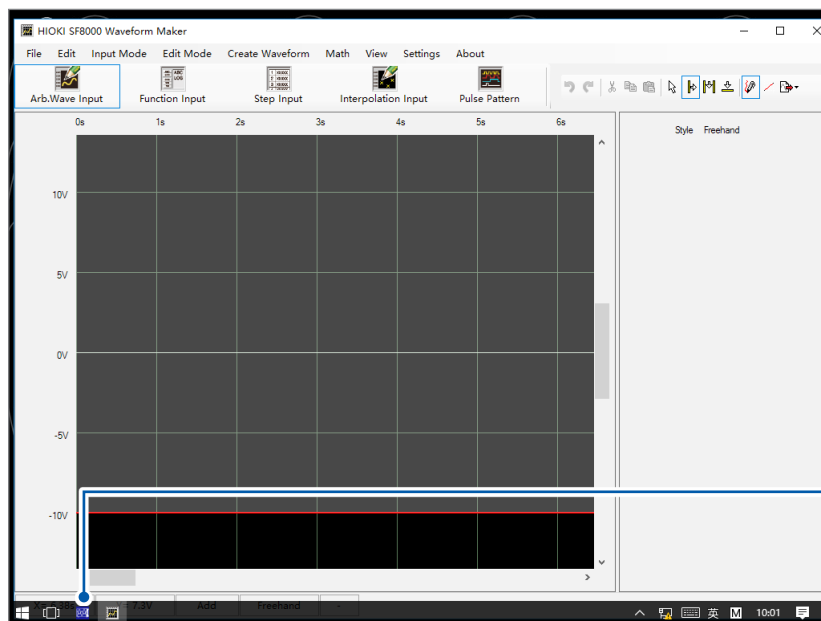 HIOKI SF8000 Waveform Maker
File Edit Input Mode Edit Mode Create Waveform Math View Settings About
Arb.Wave Input Function Input Step Input Interpolation Input Pulse Pattern
0s 1s 2s 3s 4s 5s 6s
Style Freehand
10V
5V
0V
-5V
-10V
7.3V Add Freehand -
英 M 10:01